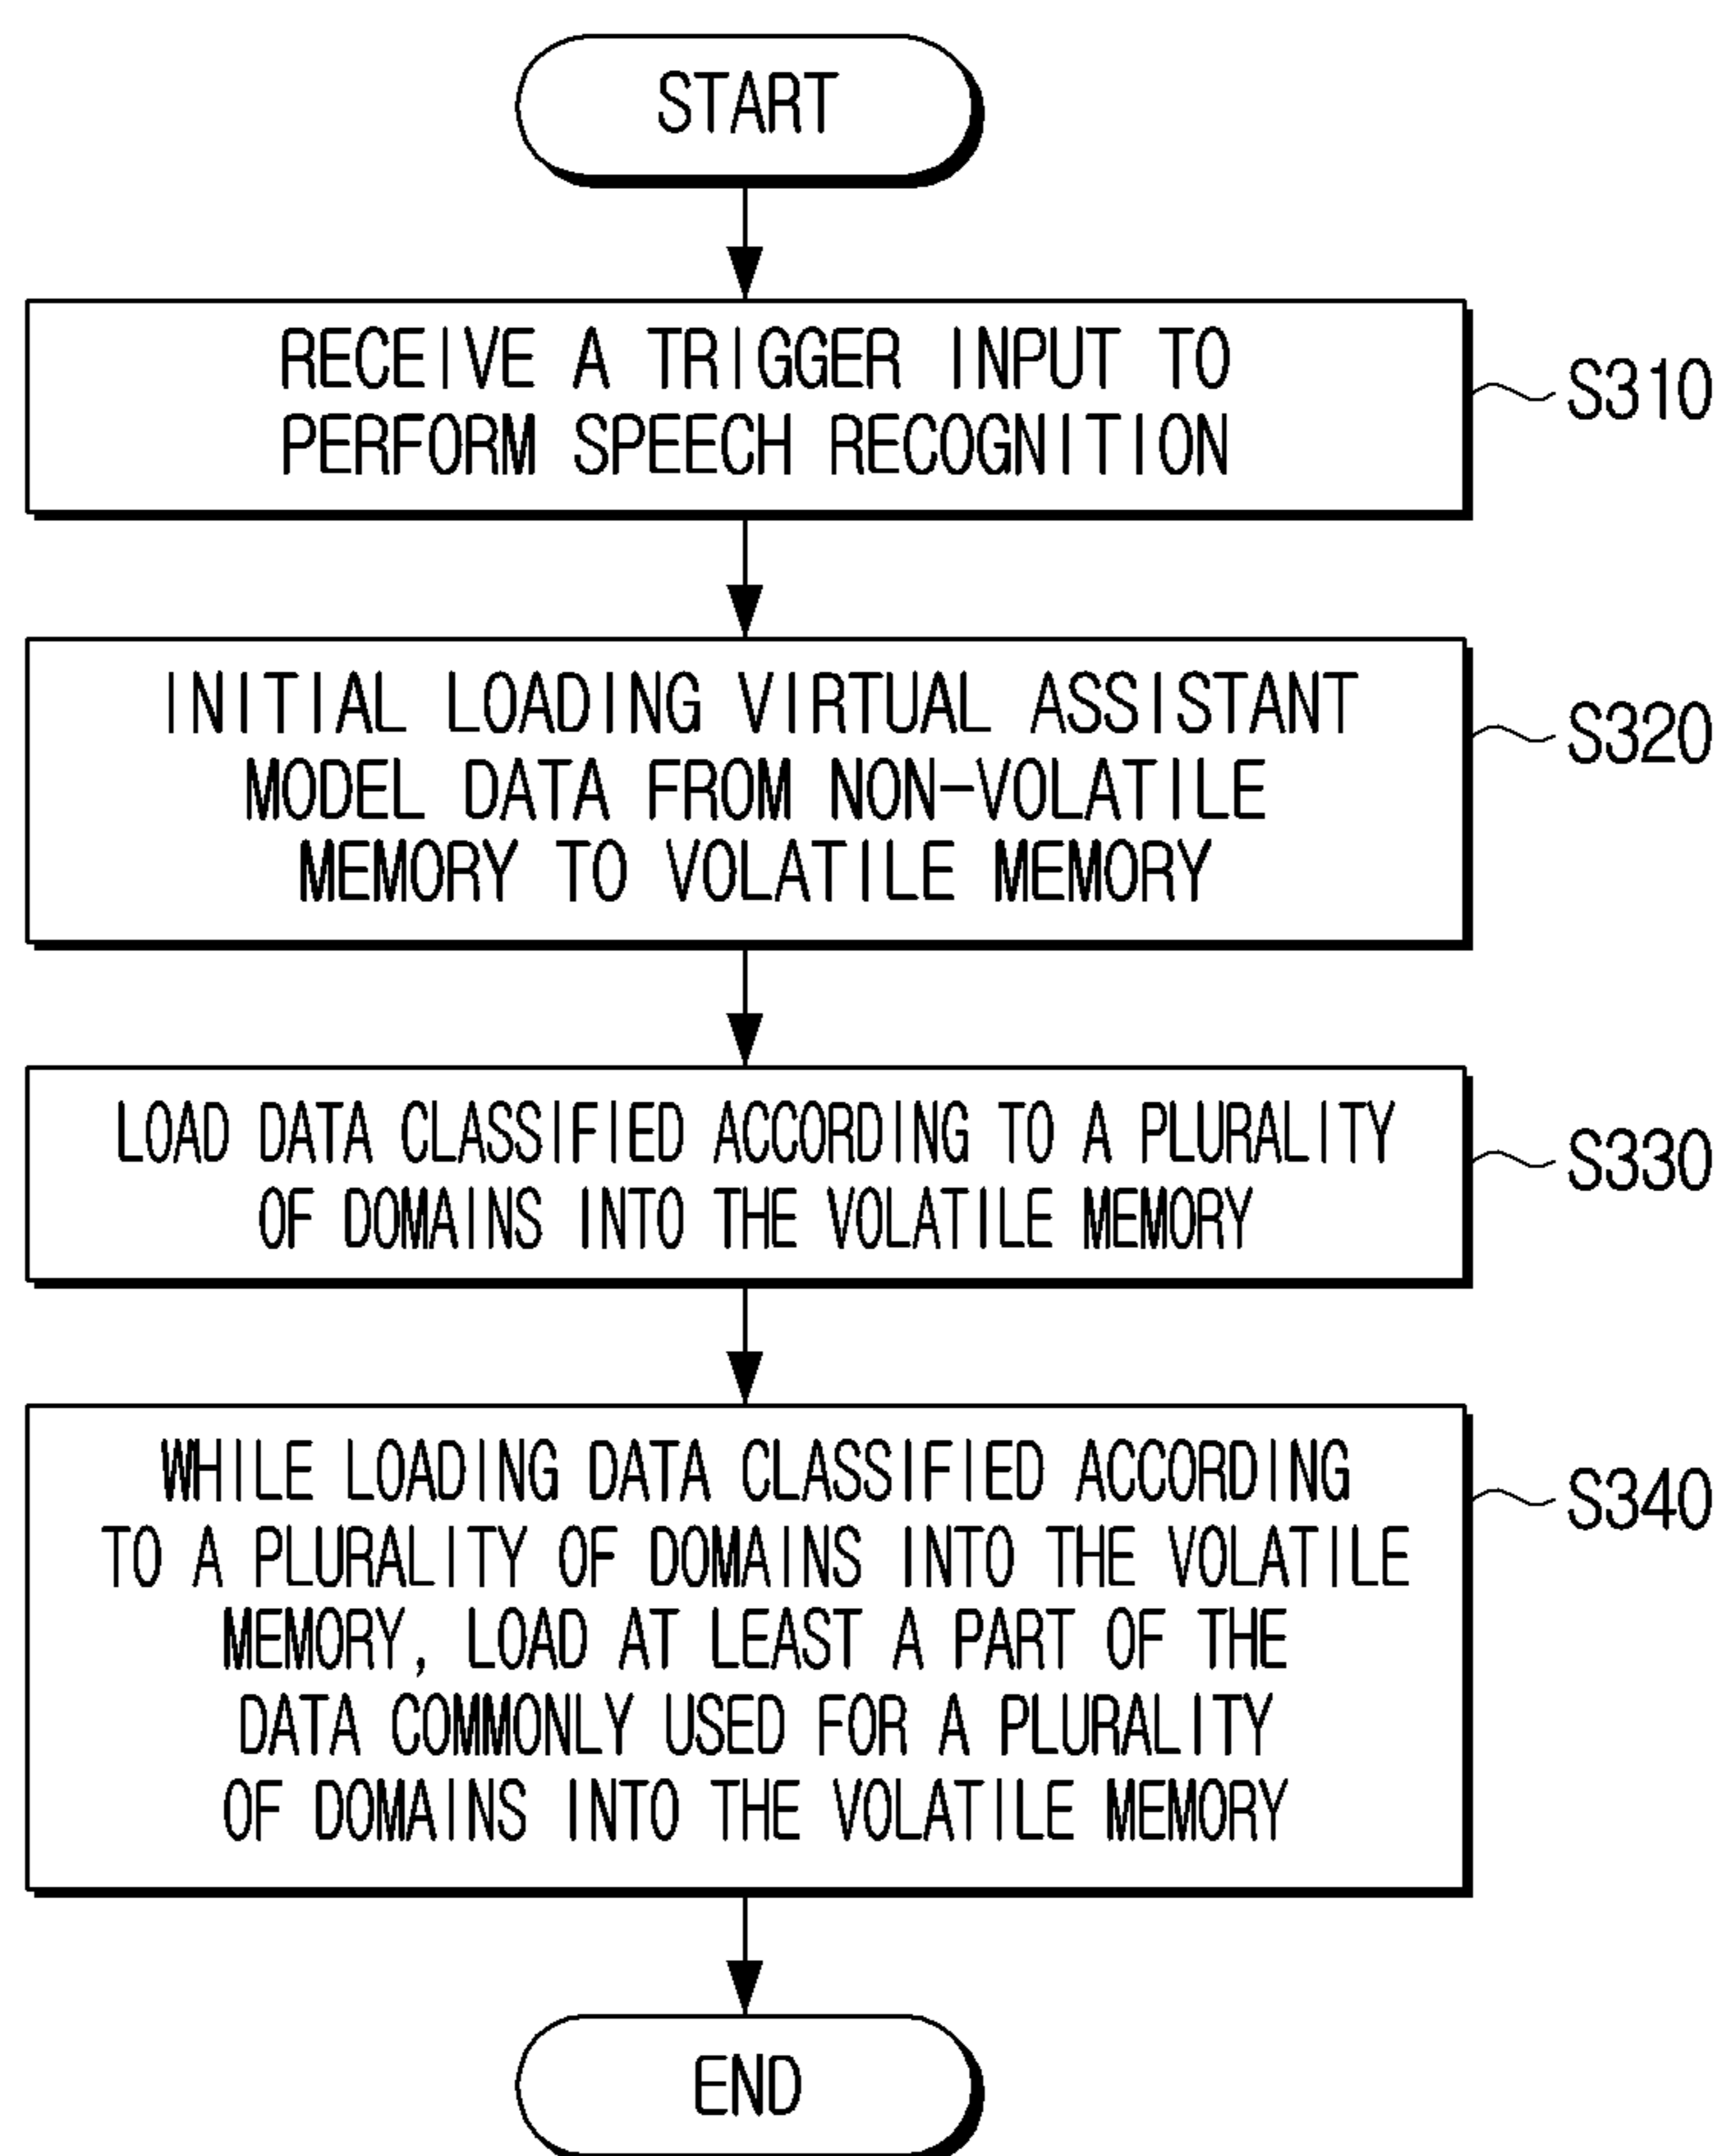 START
RECEIVE A TRIGGER INPUT TO
PERFORM SPEECH RECOGNITION
S310
INITIAL LOADING VIRTUAL ASSISTANT
MODEL DATA FROM NON-VOLATILE
MEMORY TO VOLATILE MEMORY
S320
LOAD DATA CLASSIFIED ACCORDING TO A PLURALITY
OF DOMAINS INTO THE VOLATILE MEMORY
S330
WHILE LOADING DATA CLASSIFIED ACCORDING
TO A PLURALITY OF DOMAINS INTO THE VOLATILE
MEMORY, LOAD AT LEAST A PART OF THE
DATA COMMONLY USED FOR A PLURALITY
OF DOMAINS INTO THE VOLATILE MEMORY
S340
END